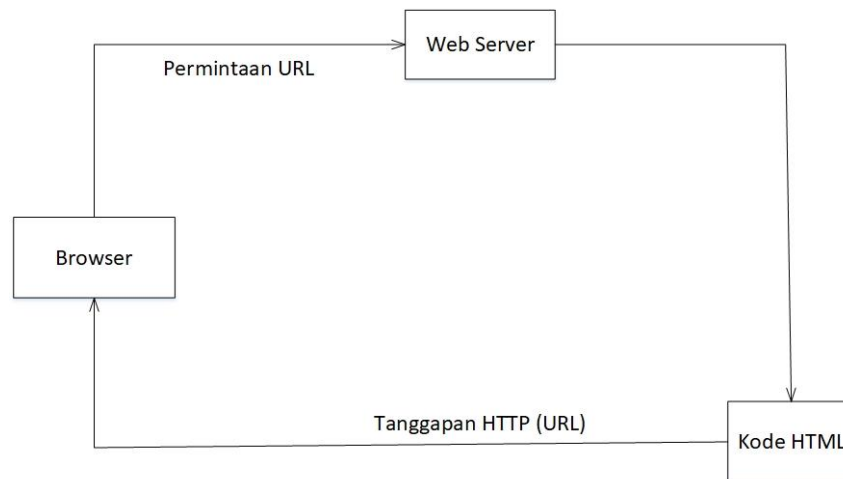 Web Server
Permintaan URL
Browser
Tanggapan HTTP (URL)
Kode HTML